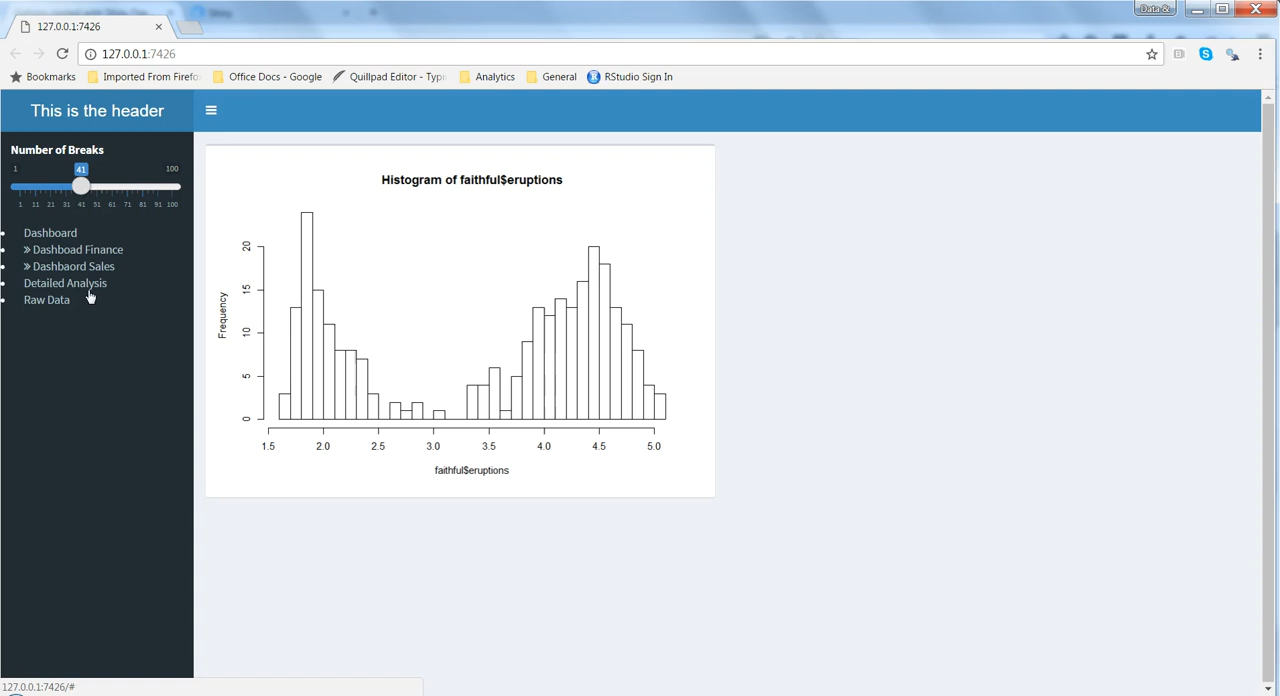 Data &
127.0.0.1:7426
127.0.0.1:7426
Bookmarks Imported From Firefo Office Docs - Google Quillpad Editor - Typi Analytics General RStudio Sign In
This is the header
Number of Breaks
1 41 100
1 11 21 31 41 51 61 71 81 91 100
Dashboard
» Dashboad Finance
» Dashbaord Sales
Detailed Analysis
Raw Data
Histogram of faithful$eruptions
Frequency
20
15
10
5
0
1.5 2.0 2.5 3.0 3.5 4.0 4.5 5.0
faithful$eruptions
127.0.0.1:7426/#